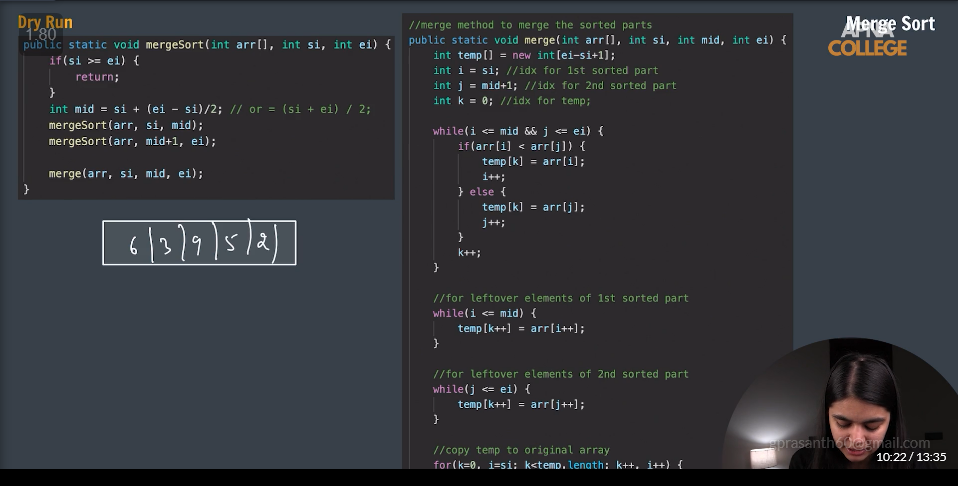 Dry Run
1.80
public static void mergeSort(int arr[], int si, int ei) {
if(si >= ei) {
return;
}
int mid = si + (ei - si)/2; // or = (si + ei) / 2;
mergeSort(arr, si, mid);
mergeSort(arr, mid+1, ei);
merge(arr, si, mid, ei);
}
6|3|9|5|2|
//merge method to merge the sorted parts
public static void merge(int arr[], int si, int mid, int ei) {
int temp[] = new int[ei-si+1];
int i = si; //idx for 1st sorted part
int j = mid+1; //idx for 2nd sorted part
int k = 0; //idx for temp;
while(i <= mid && j <= ei) {
if(arr[i] < arr[j]) {
temp[k] = arr[i];
i++;
} else {
temp[k] = arr[j];
j++;
}
k++;
}
//for leftover elements of 1st sorted part
while(i <= mid) {
temp[k++] = arr[i++];
}
//for leftover elements of 2nd sorted part
while(j <= ei) {
temp[k++] = arr[j++];
}
//copy temp to original array
for(k=0, i=si; k<temp.length; k++, i++) {
Merge Sort
APNA
COLLEGE
gprasanth60@gmail.com
10:22 / 13:35